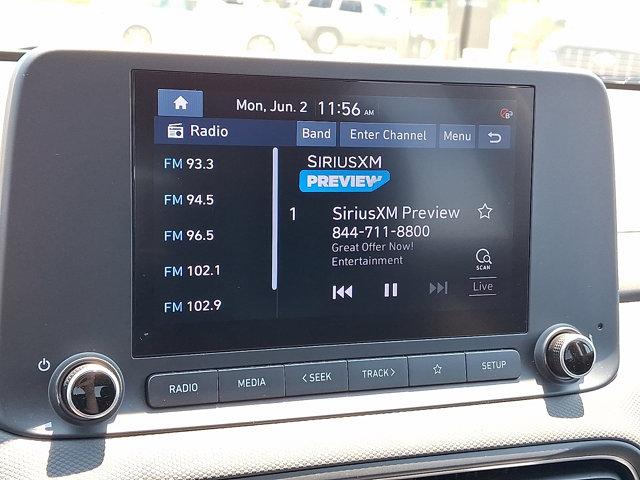 Mon, Jun. 2 11:56 AM
Radio Band Enter Channel Menu
FM 93.3
FM 94.5
FM 96.5
FM 102.1
FM 102.9
SIRIUSXM
PREVIEW
1 SiriusXM Preview
844-711-8800
Great Offer Now!
Entertainment
SCAN
Live
RADIO MEDIA < SEEK TRACK > SETUP